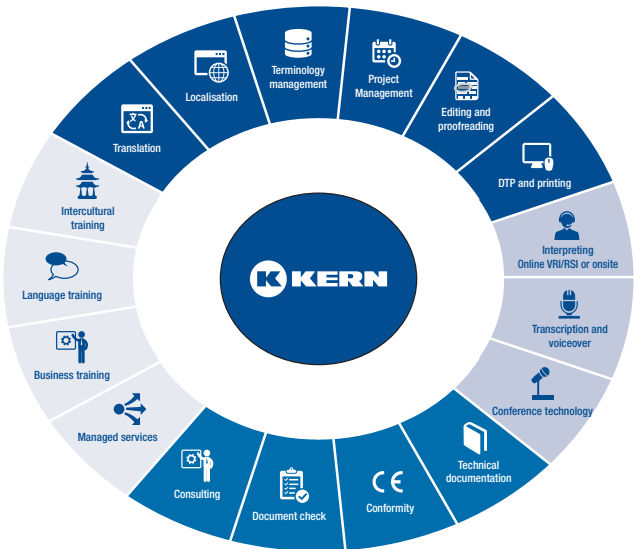 Terminology
management
Project
Management
Localisation
Editing and
proofreading
Translation
DTP and printing
Intercultural
training
Interpreting
Online VRI/RSI or onsite
K KERN
Language training
Transcription and
voiceover
Business training
Conference technology
Managed services
Technical
documentation
Consulting
Document check
CE
Conformity